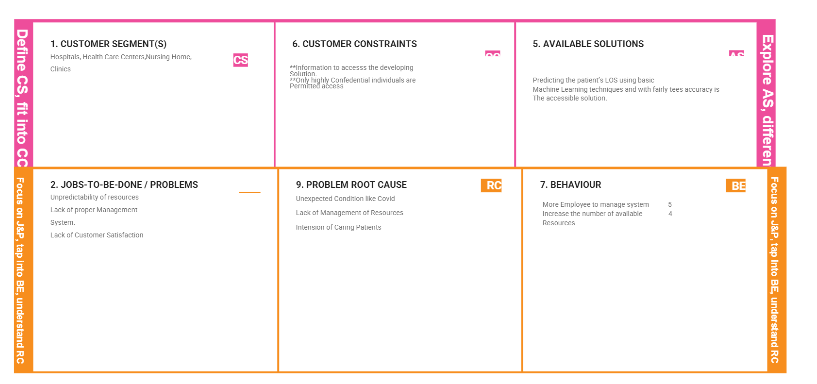 Define CS, fit into CC
1. CUSTOMER SEGMENT(S)
CS
Hospitals, Health Care Centers,Nursing Home,
Clinics
6. CUSTOMER CONSTRAINTS
**Information to accesss the developing
Solution
**Only highly Confedential individuals are
Permitted access
5. AVAILABLE SOLUTIONS
AS
Predicting the patient's LOS using basic
Machine Learning techniques and with fairly tees accuracy is
The accessible solution.
Explore AS, differen
Focus on J&P, tap into BE, understand RC
2. JOBS-TO-BE-DONE / PROBLEMS
Unpredictability of resources
Lack of proper Management
System.
Lack of Customer Satisfaction
9. PROBLEM ROOT CAUSE
RC
Unexpected Condition like Covid
Lack of Management of Resources
Intension of Caring Patients
7. BEHAVIOUR
BE
More Employee to manage system 5
Increase the number of available 4
Resources
Focus on J&P, tap into BE, understand RC